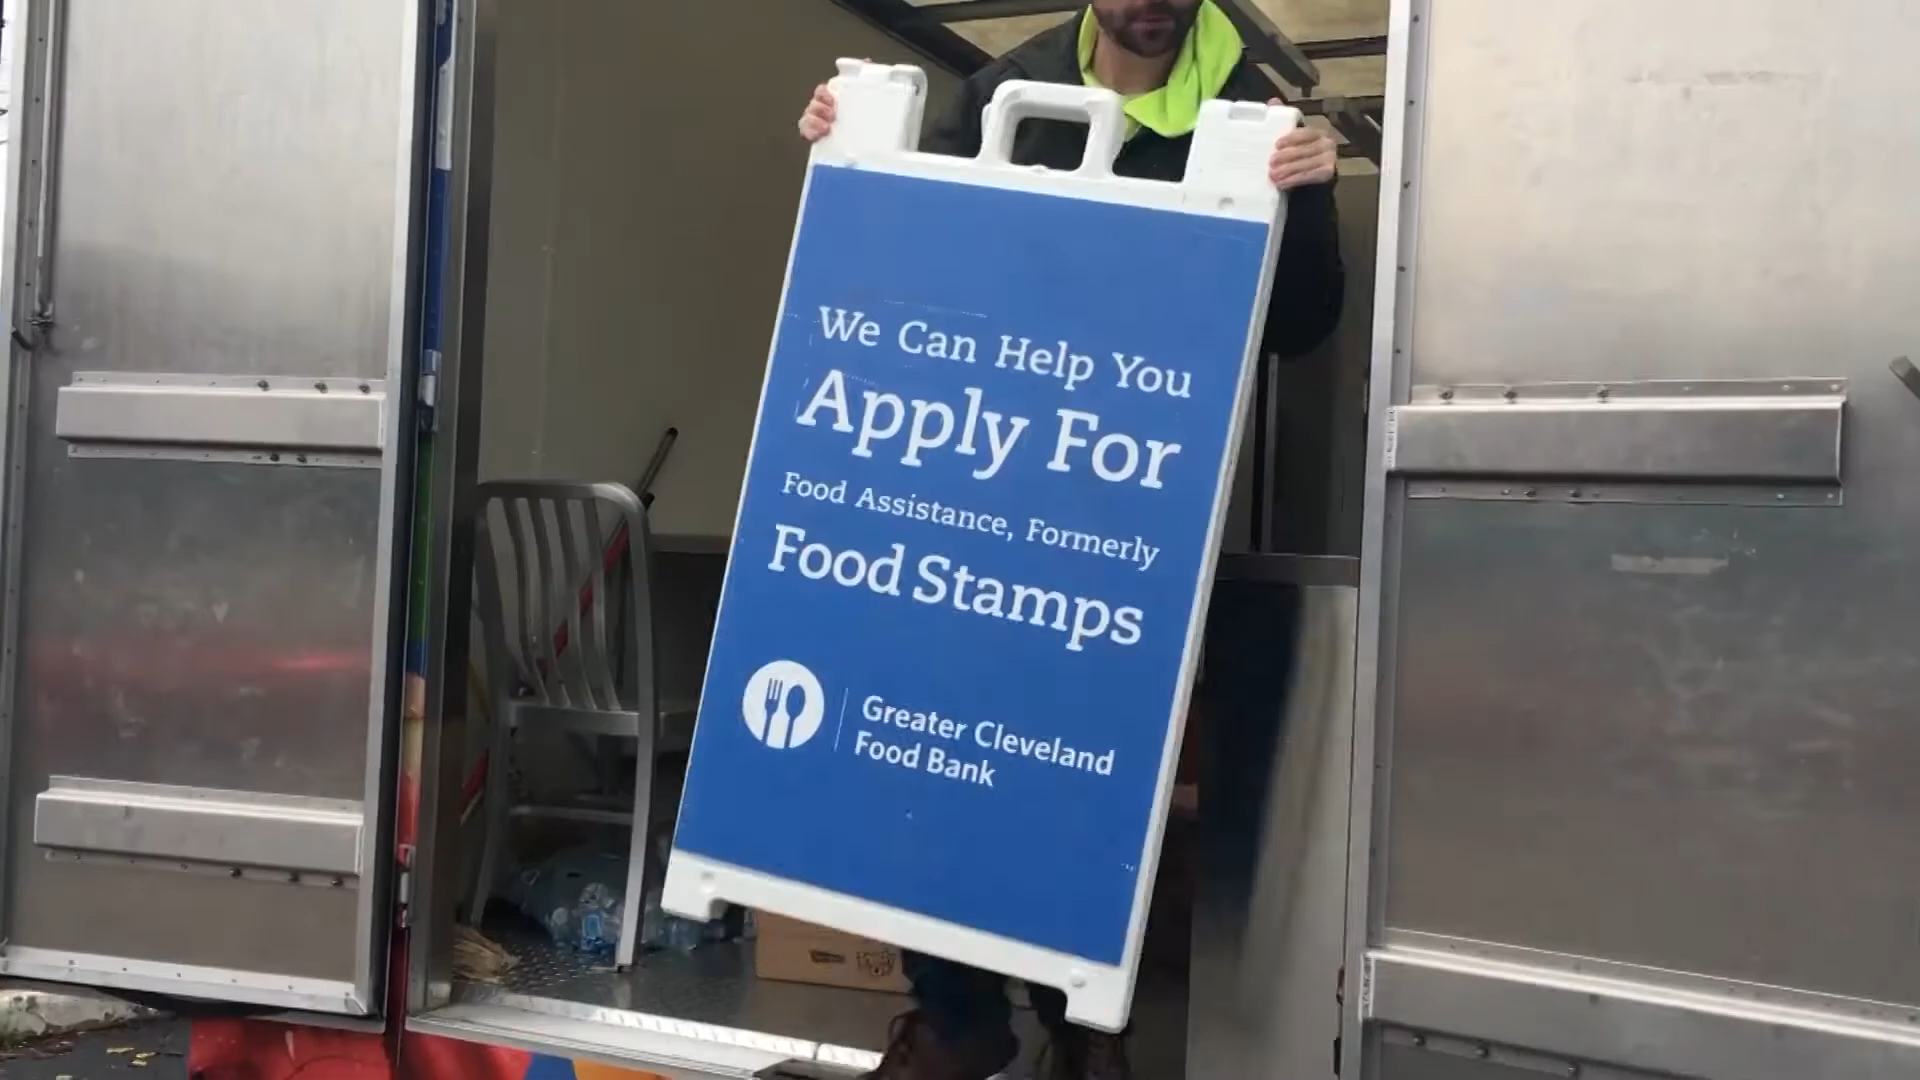 We Can Help You
Apply For
Food Assistance, Formerly
Food Stamps
Greater Cleveland
Food Bank